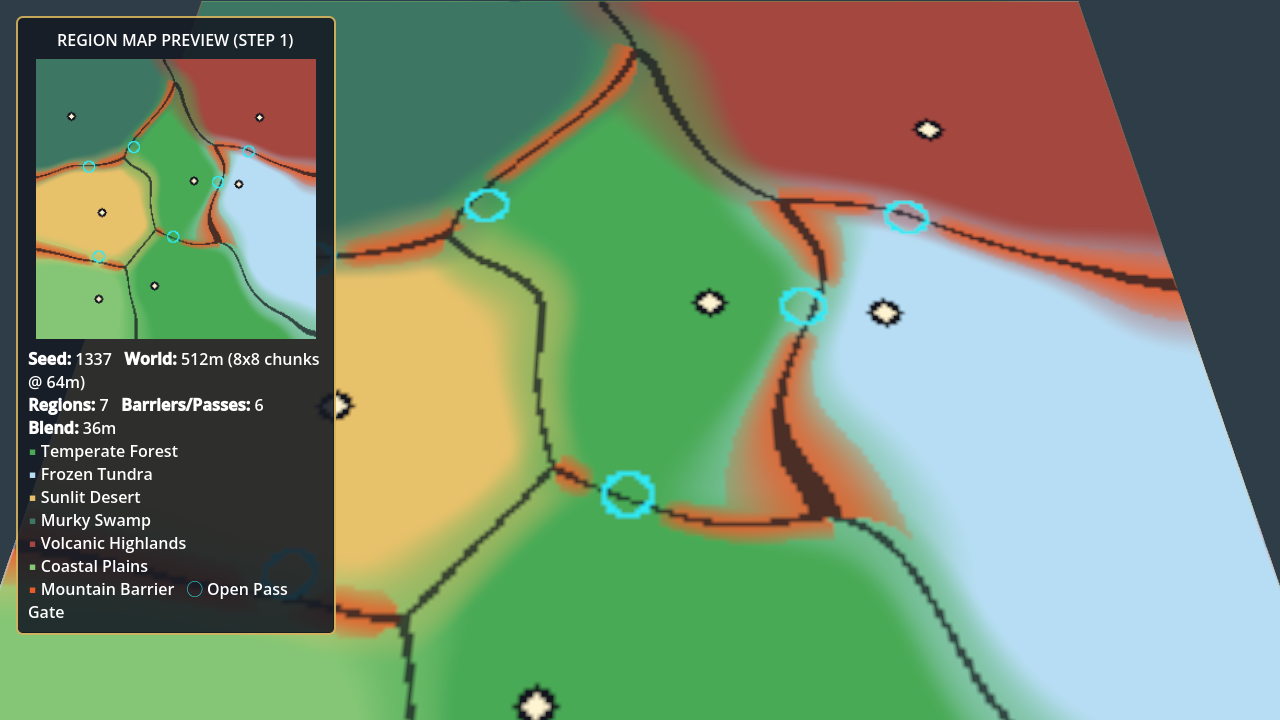 REGION MAP PREVIEW (STEP 1)
Seed: 1337 World: 512m (8x8 chunks
@ 64m)
Regions: 7 Barriers/Passes: 6
Blend: 36m
Temperate Forest
Frozen Tundra
Sunlit Desert
Murky Swamp
Volcanic Highlands
Coastal Plains
Mountain Barrier Open Pass
Gate